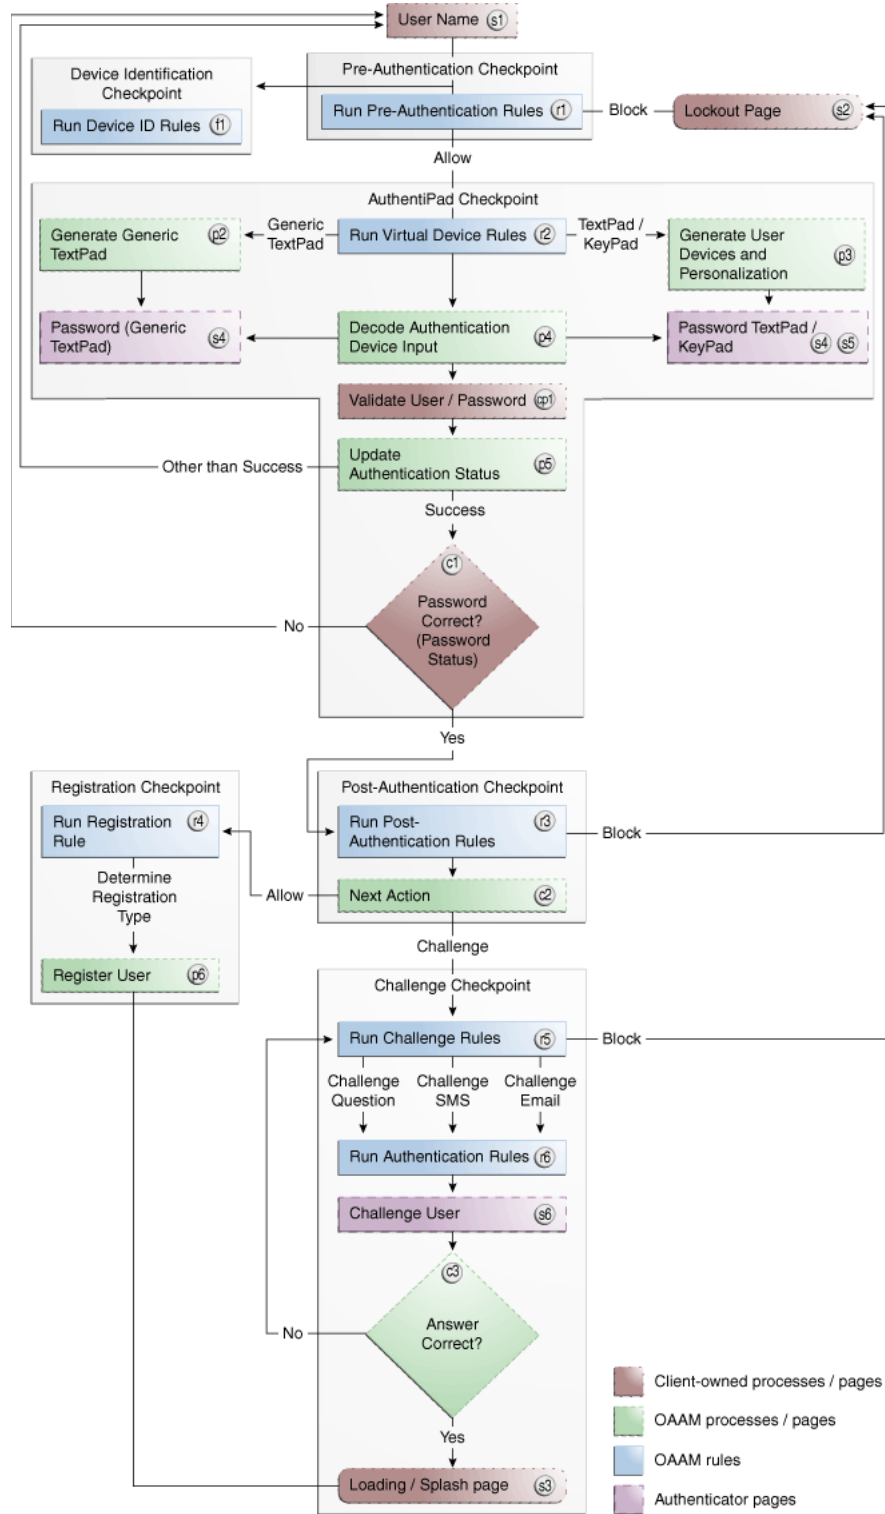 User Name s1
Device Identification
Checkpoint
Run Device ID Rules f1
Pre-Authentication Checkpoint
Run Pre-Authentication Rules r1
Block
Lockout Page s2
Allow
AuthentiPad Checkpoint
Generate Generic
TextPad
p2
Generic
TextPad
Run Virtual Device Rules r2
TextPad /
KeyPad
Generate User
Devices and
Personalization
p3
Password (Generic
TextPad)
s4
Decode Authentication
Device Input
p4
Password TextPad /
KeyPad
s4 s5
Validate User / Password cp1
Other than Success
Update
Authentication Status
p5
Success
c1
Password
Correct?
(Password
Status)
No
Yes
Registration Checkpoint
Run Registration
Rule
r4
Determine
Registration
Type
Register User p6
Post-Authentication Checkpoint
Run Post-
Authentication Rules
r3
Block
Allow
Next Action c2
Challenge
Challenge Checkpoint
Run Challenge Rules r5
Block
Challenge
Question
Challenge
SMS
Challenge
Email
Run Authentication Rules r6
Challenge User s6
c3
Answer
Correct?
No
Yes
Loading / Splash page s3
Client-owned processes / pages
OAAM processes / pages
OAAM rules
Authenticator pages